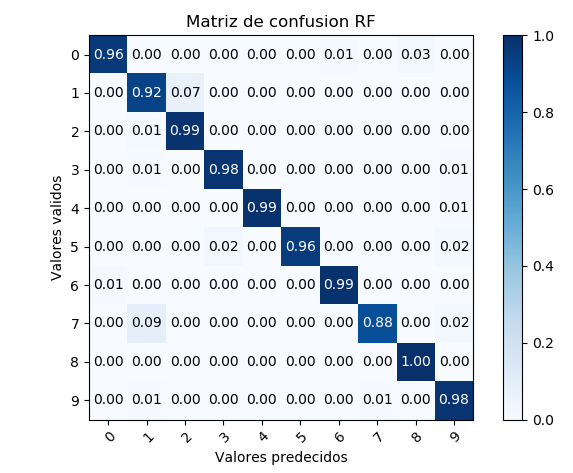 Matriz de confusion RF
Valores validos
0 0.96 0.00 0.00 0.00 0.00 0.00 0.01 0.00 0.03 0.00
1 0.00 0.92 0.07 0.00 0.00 0.00 0.00 0.00 0.00 0.00
2 0.00 0.01 0.99 0.00 0.00 0.00 0.00 0.00 0.00 0.00
3 0.00 0.01 0.00 0.98 0.00 0.00 0.00 0.00 0.00 0.01
4 0.00 0.00 0.00 0.00 0.99 0.00 0.00 0.00 0.00 0.01
5 0.00 0.00 0.00 0.02 0.00 0.96 0.00 0.00 0.00 0.02
6 0.01 0.00 0.00 0.00 0.00 0.00 0.99 0.00 0.00 0.00
7 0.00 0.09 0.00 0.00 0.00 0.00 0.00 0.88 0.00 0.02
8 0.00 0.00 0.00 0.00 0.00 0.00 0.00 0.00 1.00 0.00
9 0.00 0.01 0.00 0.00 0.00 0.00 0.00 0.01 0.00 0.98
0 1 2 3 4 5 6 7 8 9
Valores predecidos
1.0
0.8
0.6
0.4
0.2
0.0